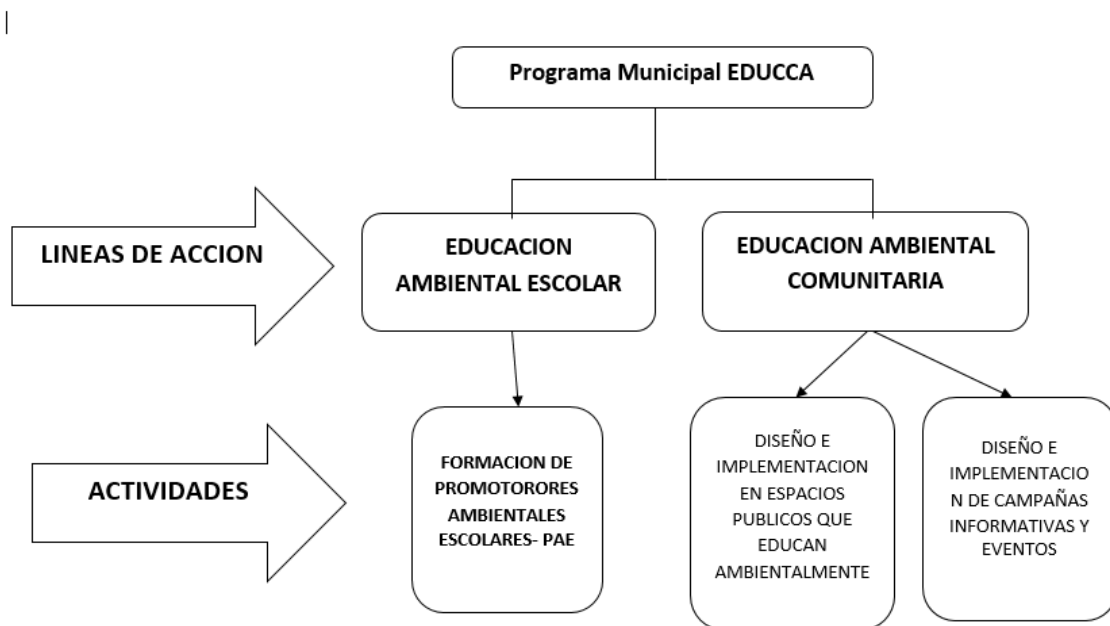 Programa Municipal EDUCCA
LINEAS DE ACCION
EDUCACION
AMBIENTAL ESCOLAR
EDUCACION AMBIENTAL
COMUNITARIA
ACTIVIDADES
FORMACION DE
PROMOTORORES
AMBIENTALES
ESCOLARES- PAE
DISEÑO E
IMPLEMENTACION
EN ESPACIOS
PUBLICOS QUE
EDUCAN
AMBIENTALMENTE
DISEÑO E
IMPLEMENTACIO
N DE CAMPAÑAS
INFORMATIVAS Y
EVENTOS